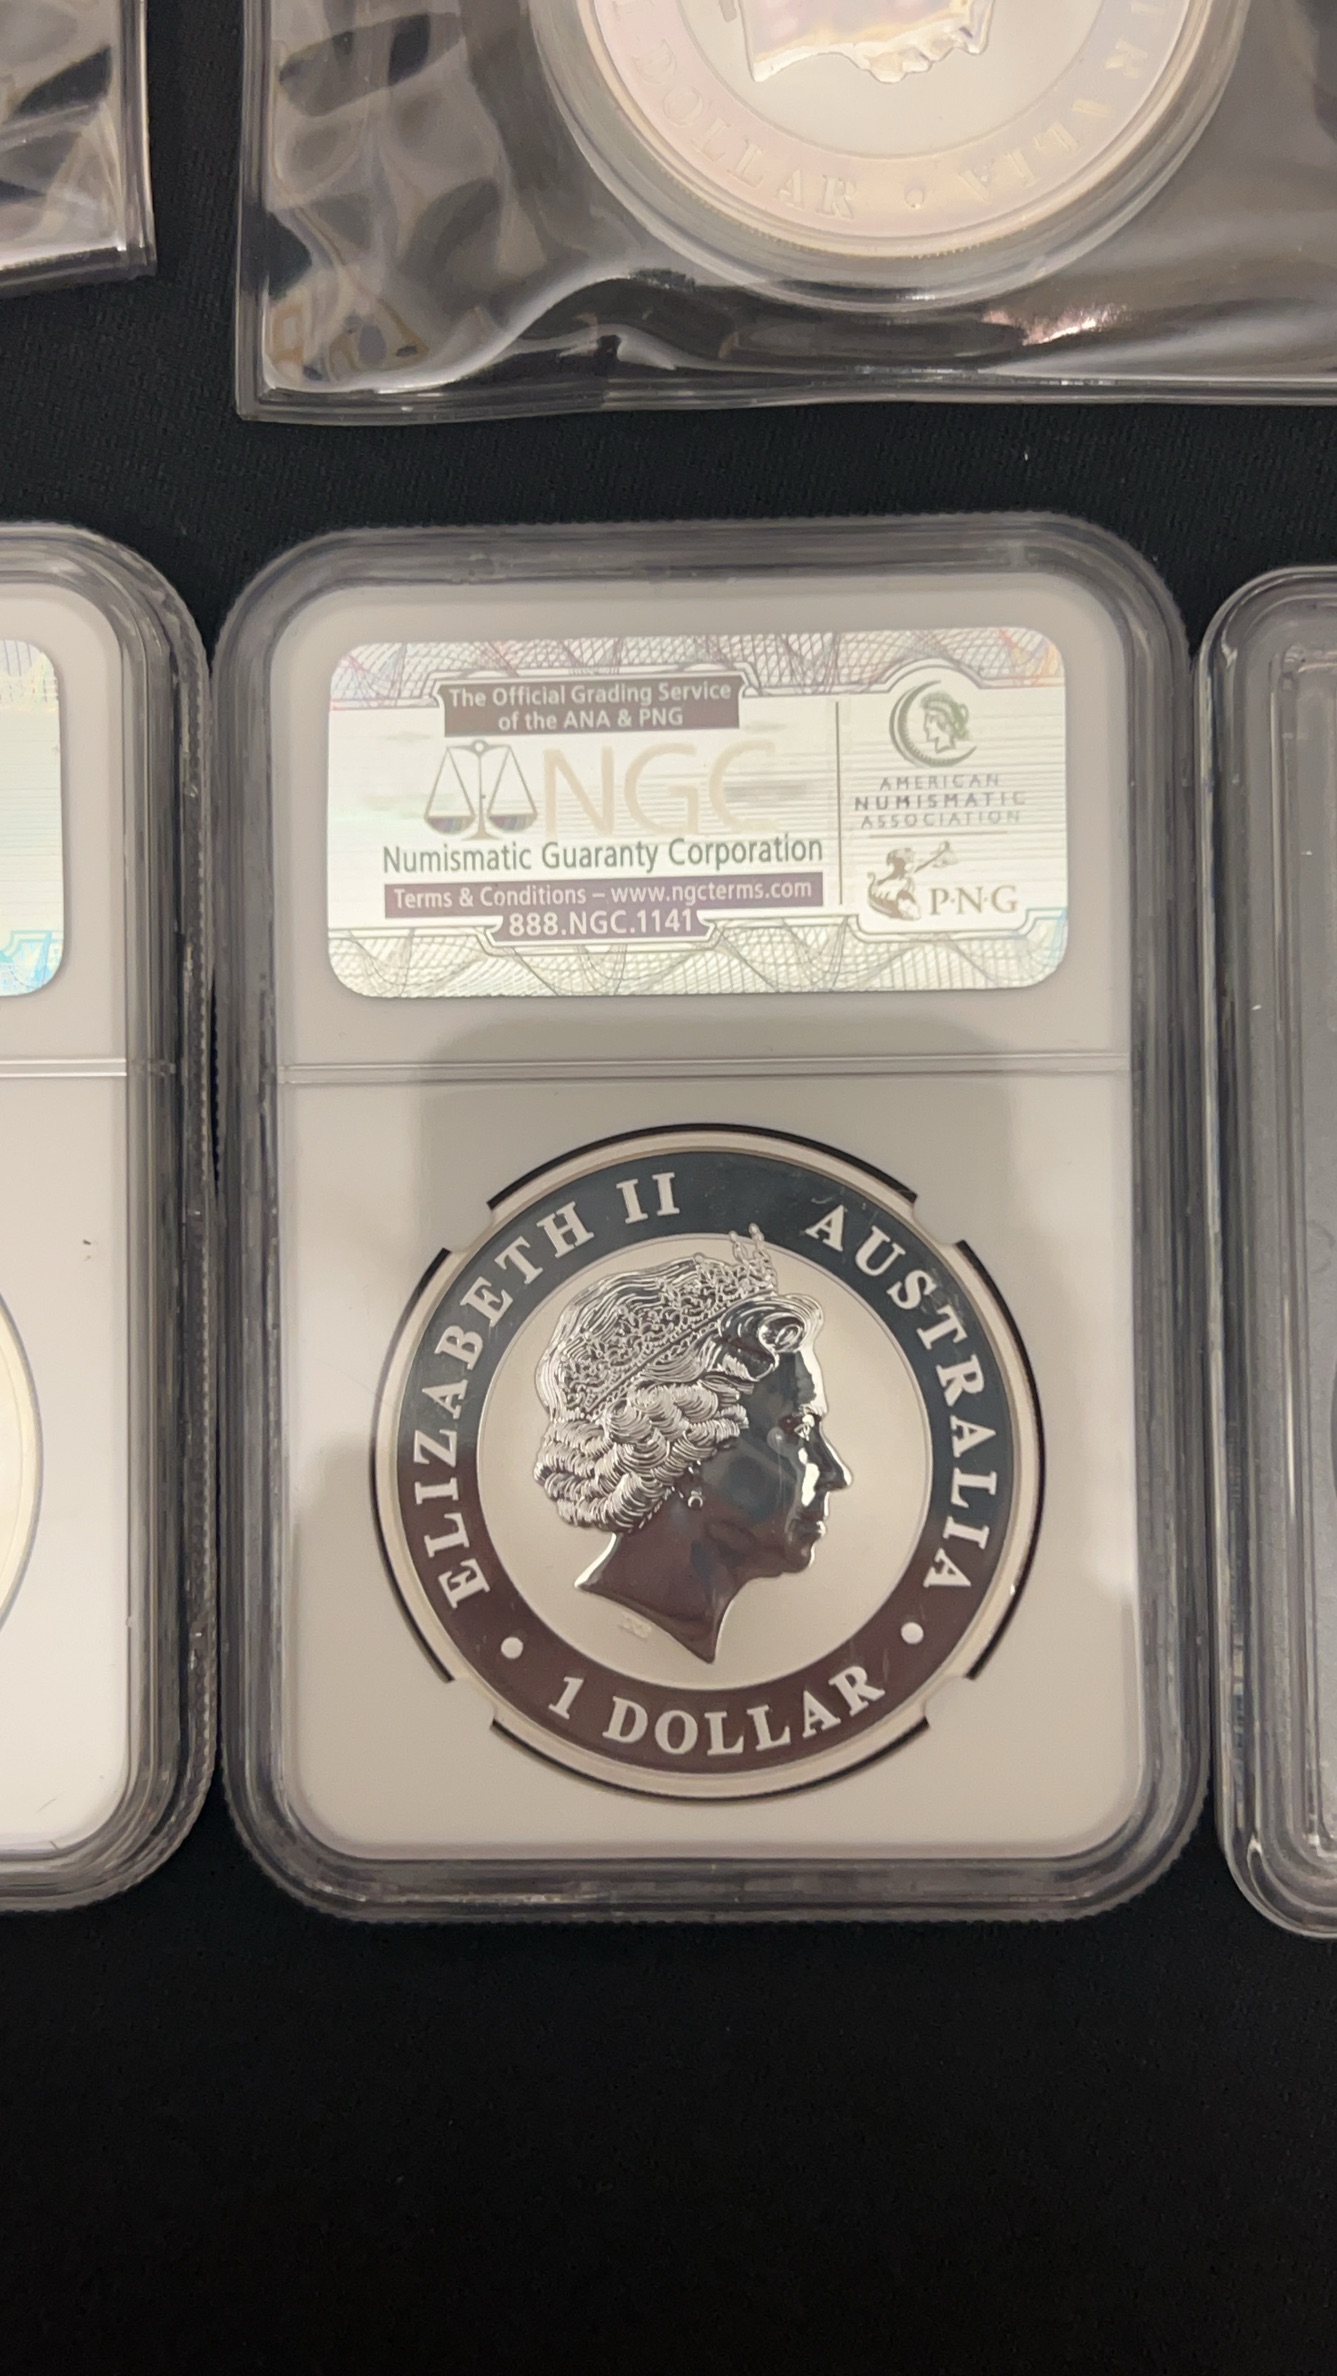 DOLLAR
The Official Grading Service
of the ANA & PNG
NGC
Numismatic Guaranty Corporation
Terms & Conditions – www.ngcterms.com
888.NGC.1141
AMERICAN
NUMISMATIC
ASSOCIATION
P·N·G
ELIZABETH II AUSTRALIA
• 1 DOLLAR •